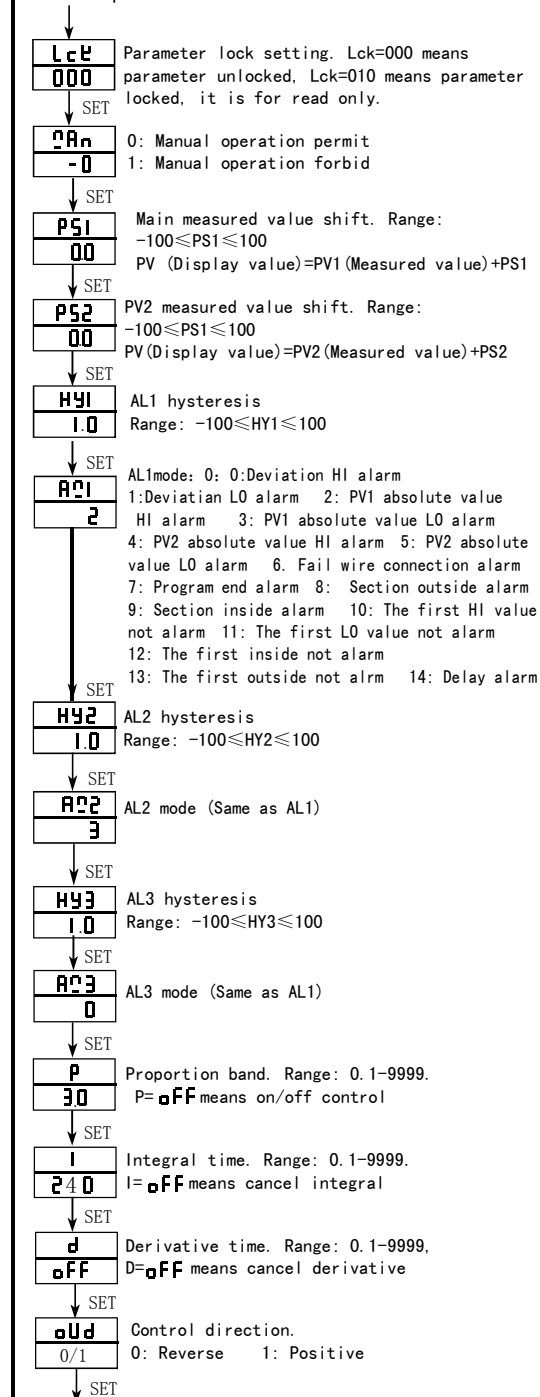 Lck
000
Parameter lock setting. Lck=000 means
parameter unlocked, Lck=010 means parameter
locked, it is for read only.
SET
nAn
-0
0: Manual operation permit
1: Manual operation forbid
SET
PS1
0.0
Main measured value shift. Range:
-100≤PS1≤100
PV (Display value)=PV1(Measured value)+PS1
SET
PS2
0.0
PV2 measured value shift. Range:
-100≤PS1≤100
PV(Display value)=PV2(Measured value)+PS2
SET
HY1
1.0
AL1 hysteresis
Range: -100≤HY1≤100
SET
An1
2
AL1mode: 0: 0:Deviation HI alarm
1:Deviatian LO alarm 2: PV1 absolute value
HI alarm 3: PV1 absolute value LO alarm
4: PV2 absolute value HI alarm 5: PV2 absolute
value LO alarm 6. Fail wire connection alarm
7: Program end alarm 8: Section outside alarm
9: Section inside alarm 10: The first HI value
not alarm 11: The first LO value not alarm
12: The first inside not alarm
13: The first outside not alrm 14: Delay alarm
SET
HY2
1.0
AL2 hysteresis
Range: -100≤HY2≤100
SET
An2
3
AL2 mode (Same as AL1)
SET
HY3
1.0
AL3 hysteresis
Range: -100≤HY3≤100
SET
An3
0
AL3 mode (Same as AL1)
SET
P
3.0
Proportion band. Range: 0.1-9999.
P= oFF means on/off control
SET
I
240
Integral time. Range: 0.1-9999.
I= oFF means cancel integral
SET
d
oFF
Derivative time. Range: 0.1-9999,
D=oFF means cancel derivative
SET
oUd
0/1
Control direction.
0: Reverse 1: Positive
SET